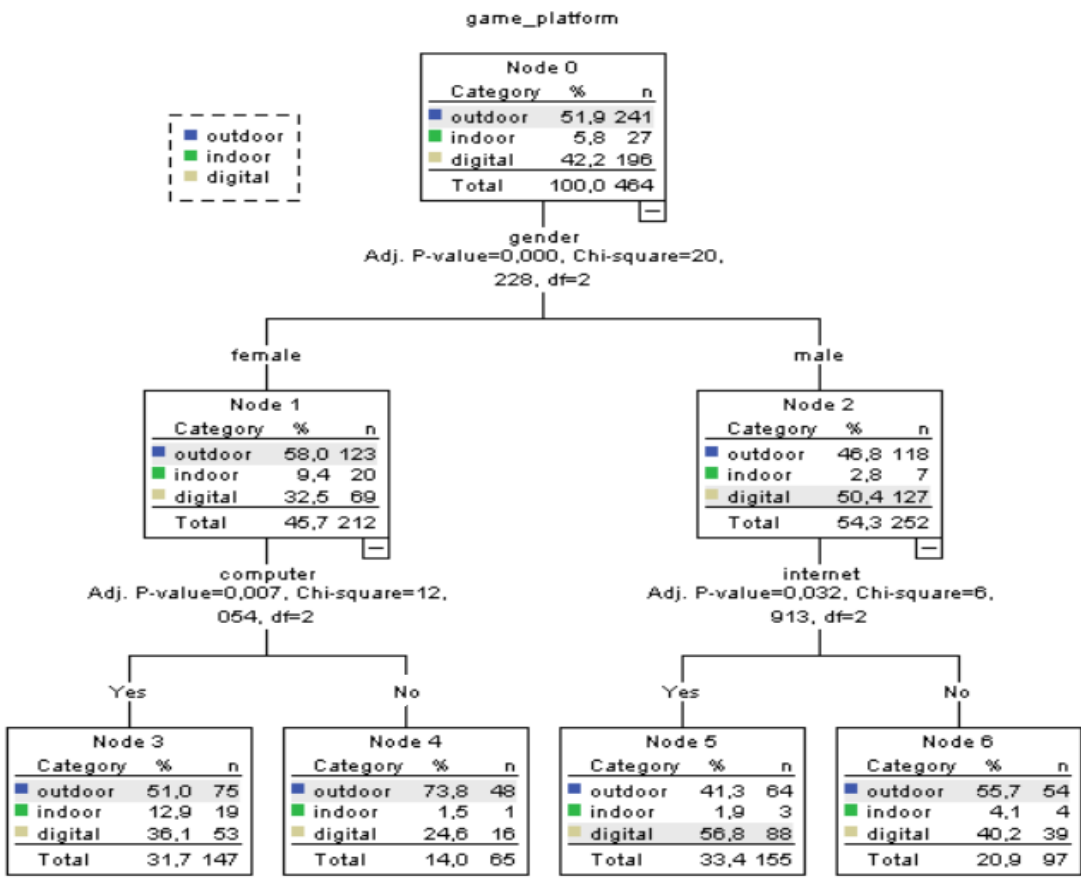 game_platform
Node 0
Category % n
outdoor 51,9 241
indoor 5,8 27
digital 42,2 196
Total 100,0 464
outdoor
indoor
digital
gender
Adj. P-value=0,000, Chi-square=20,
228, df=2
female
male
Node 1
Category % n
outdoor 58,0 123
indoor 9,4 20
digital 32,5 69
Total 45,7 212
Node 2
Category % n
outdoor 46,8 118
indoor 2,8 7
digital 50,4 127
Total 54,3 252
computer
Adj. P-value=0,007, Chi-square=12,
054, df=2
internet
Adj. P-value=0,032, Chi-square=6,
913, df=2
Yes
No
Yes
No
Node 3
Category % n
outdoor 51,0 75
indoor 12,9 19
digital 36,1 53
Total 31,7 147
Node 4
Category % n
outdoor 73,8 48
indoor 1,5 1
digital 24,6 16
Total 14,0 65
Node 5
Category % n
outdoor 41,3 64
indoor 1,9 3
digital 56,8 88
Total 33,4 155
Node 6
Category % n
outdoor 55,7 54
indoor 4,1 4
digital 40,2 39
Total 20,9 97